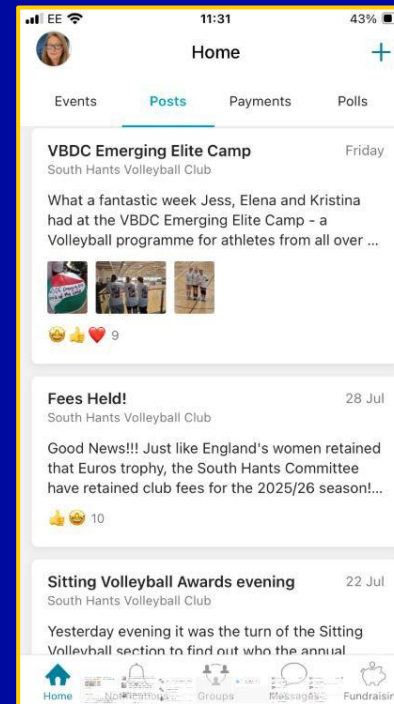 EE 11:31 43%
Home
Events Posts Payments Polls
VBDC Emerging Elite Camp Friday
South Hants Volleyball Club
What a fantastic week Jess, Elena and Kristina
had at the VBDC Emerging Elite Camp – a
Volleyball programme for athletes from all over ...
9
Fees Held! 28 Jul
South Hants Volleyball Club
Good News!!! Just like England's women retained
that Euros trophy, the South Hants Committee
have retained club fees for the 2025/26 season!...
10
Sitting Volleyball Awards evening 22 Jul
South Hants Volleyball Club
Yesterday evening it was the turn of the Sitting
Volleyball section to find out who the annual
Home Notifications Groups Messages Fundraisin